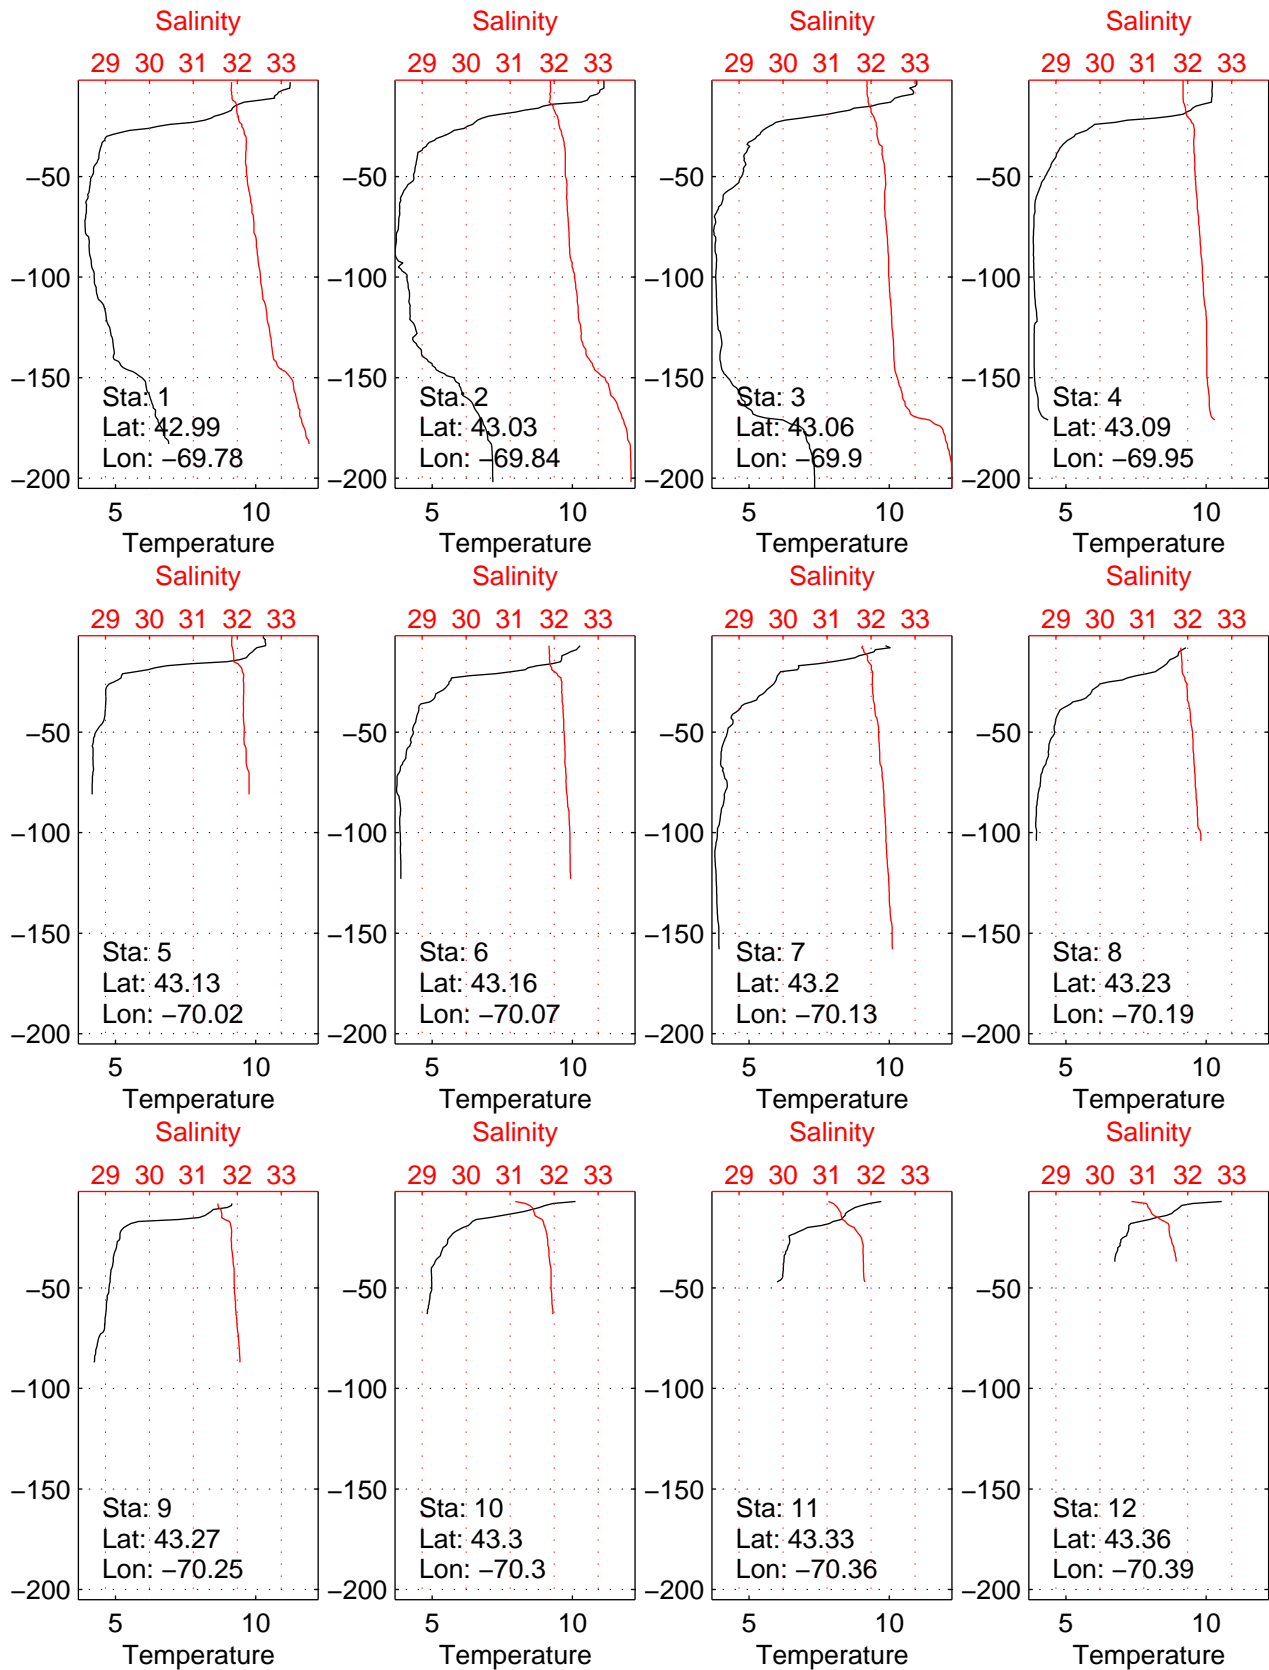 Salinity Salinity Salinity Salinity
29 30 31 32 33 29 30 31 32 33 29 30 31 32 33 29 30 31 32 33
−50 −50 −50 −50
−100 −100 −100 −100
−150 −150 −150 −150
Sta: 1 Sta: 2 Sta: 3 Sta: 4
Lat: 42.99 Lat: 43.03 Lat: 43.06 Lat: 43.09
Lon: −69.78 Lon: −69.84 Lon: −69.9 Lon: −69.95
−200 −200 −200 −200
5 10 5 10 5 10 5 10
Temperature Temperature Temperature Temperature
Salinity Salinity Salinity Salinity
29 30 31 32 33 29 30 31 32 33 29 30 31 32 33 29 30 31 32 33
−50 −50 −50 −50
−100 −100 −100 −100
−150 −150 −150 −150
Sta: 5 Sta: 6 Sta: 7 Sta: 8
Lat: 43.13 Lat: 43.16 Lat: 43.2 Lat: 43.23
Lon: −70.02 Lon: −70.07 Lon: −70.13 Lon: −70.19
−200 −200 −200 −200
5 10 5 10 5 10 5 10
Temperature Temperature Temperature Temperature
Salinity Salinity Salinity Salinity
29 30 31 32 33 29 30 31 32 33 29 30 31 32 33 29 30 31 32 33
−50 −50 −50 −50
−100 −100 −100 −100
−150 −150 −150 −150
Sta: 9 Sta: 10 Sta: 11 Sta: 12
Lat: 43.27 Lat: 43.3 Lat: 43.33 Lat: 43.36
Lon: −70.25 Lon: −70.3 Lon: −70.36 Lon: −70.39
−200 −200 −200 −200
5 10 5 10 5 10 5 10
Temperature Temperature Temperature Temperature